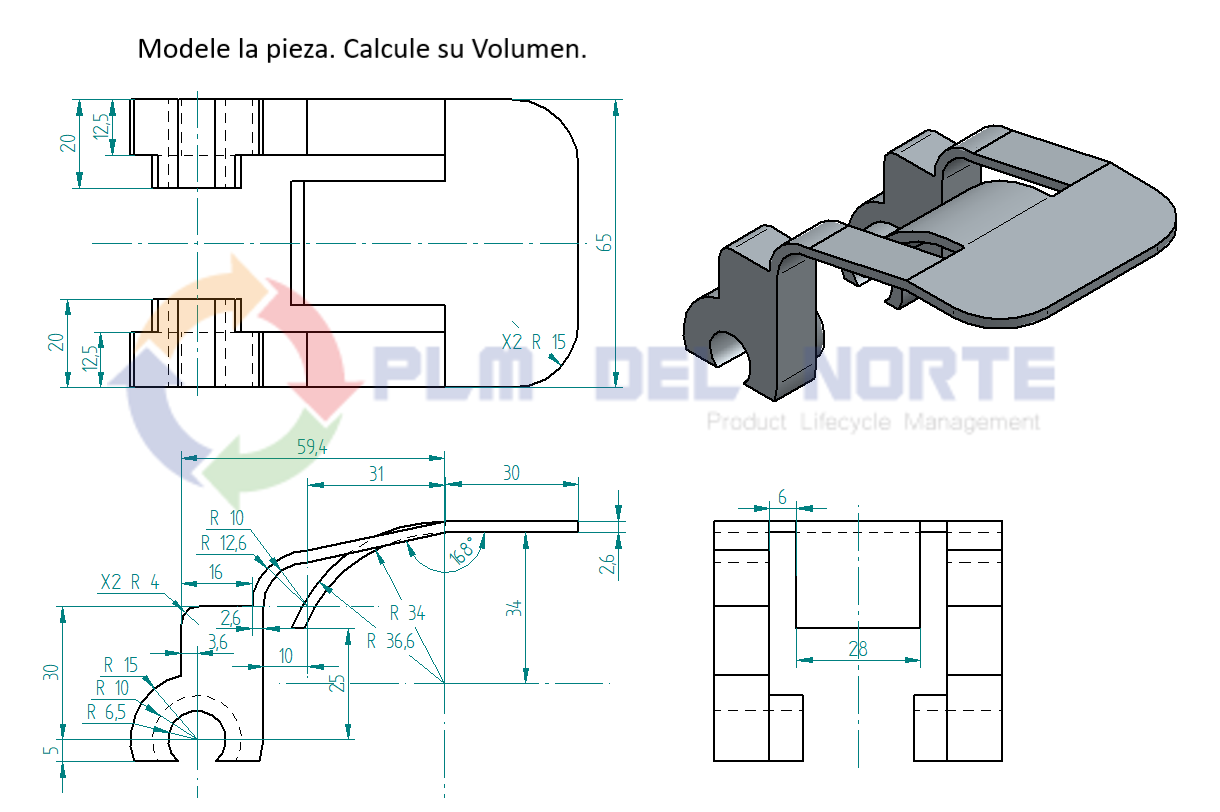 Modele la pieza. Calcule su Volumen.
20
12,5
20
12,5
65
X2 R 15
PLM DEL NORTE
Product Lifecycle Management
59,4
31
30
R 10
R 12,6
168°
2,6
16
X2 R 4
34
R 34
R 36,6
2,6
3,6
10
25
30
R 15
R 10
R 6,5
5
6
28